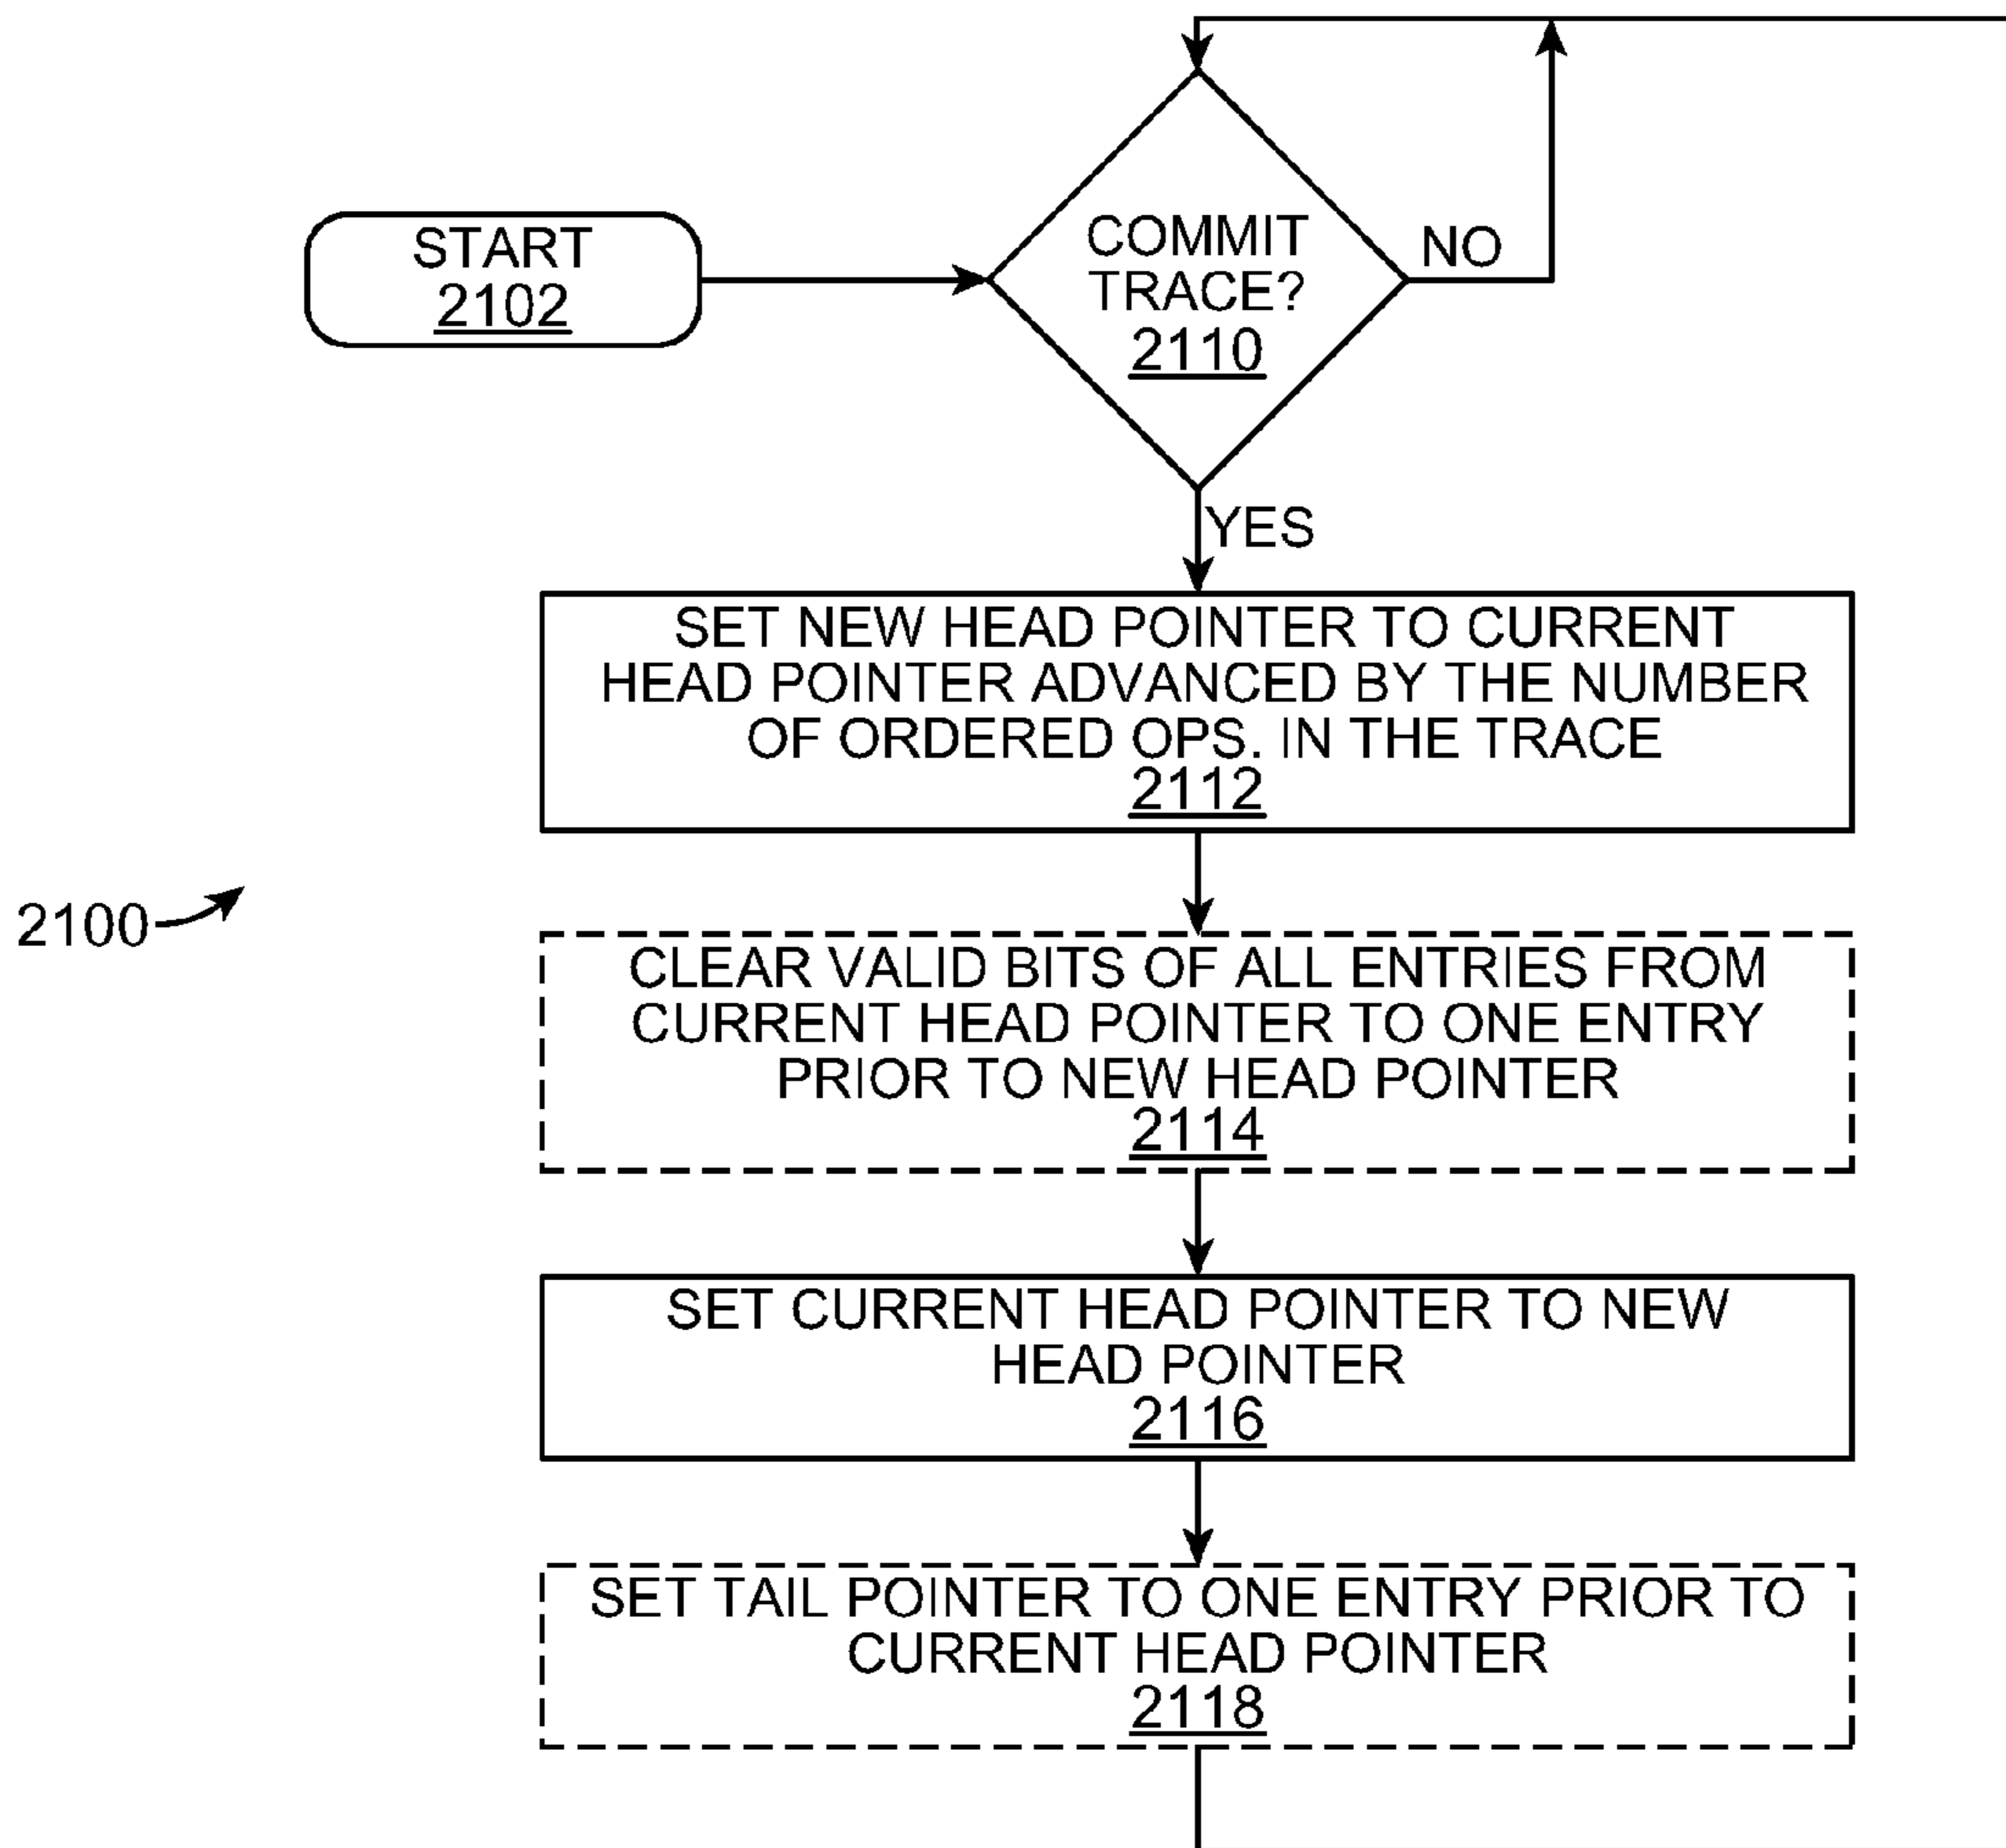 START
2102
COMMIT
TRACE?
2110
NO
YES
SET NEW HEAD POINTER TO CURRENT
HEAD POINTER ADVANCED BY THE NUMBER
OF ORDERED OPS. IN THE TRACE
2112
2100
CLEAR VALID BITS OF ALL ENTRIES FROM
CURRENT HEAD POINTER TO ONE ENTRY
PRIOR TO NEW HEAD POINTER
2114
SET CURRENT HEAD POINTER TO NEW
HEAD POINTER
2116
SET TAIL POINTER TO ONE ENTRY PRIOR TO
CURRENT HEAD POINTER
2118